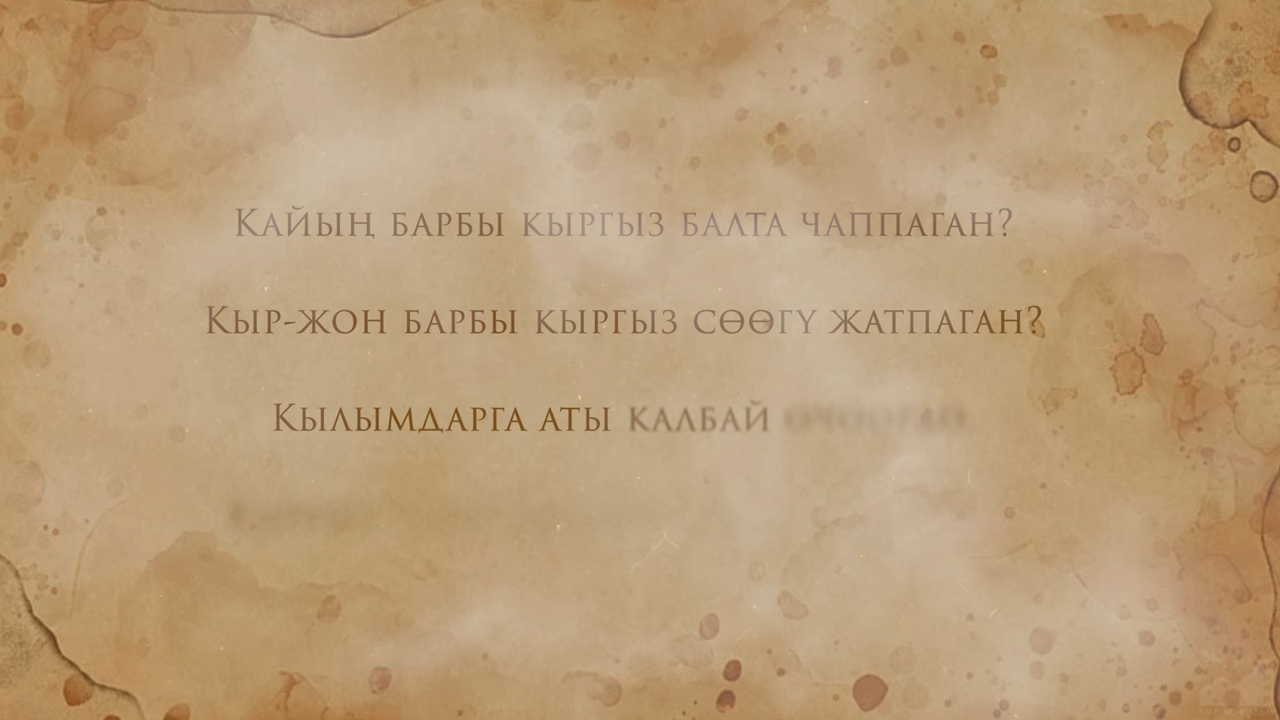 Кайың барбы кыргыз балта чаппаган?
Кыр-жон барбы кыргыз сөөгү жатпаган?
Кылымдарга аты калбай